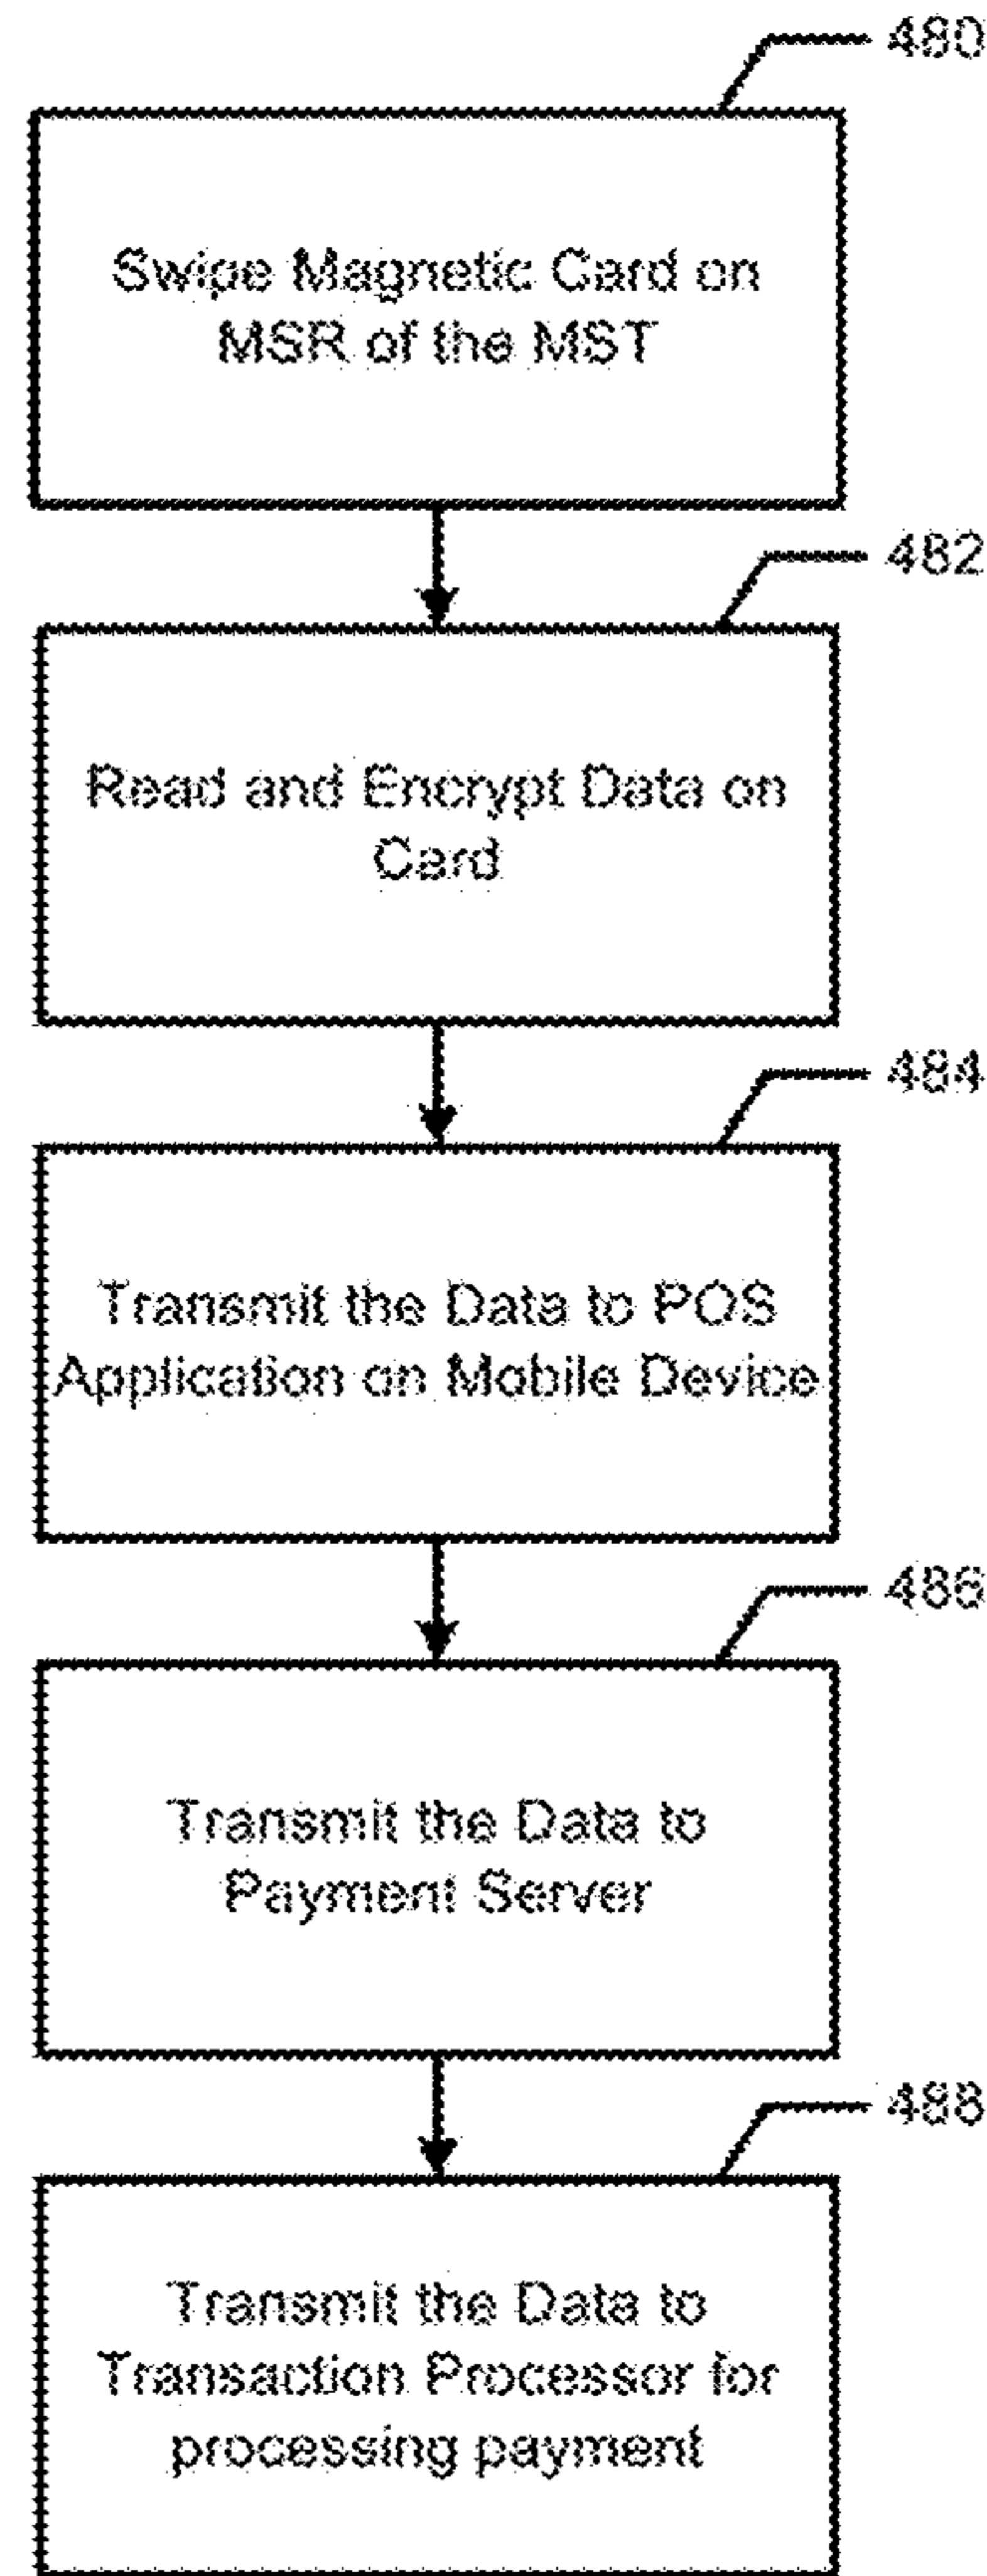 480
Swipe Magnetic Card on
MSR of the MST
482
Read and Encrypt Data on
Card
484
Transmit the Data to POS
Application on Mobile Device
486
Transmit the Data to
Payment Server
488
Transmit the Data to
Transaction Processor for
processing payment